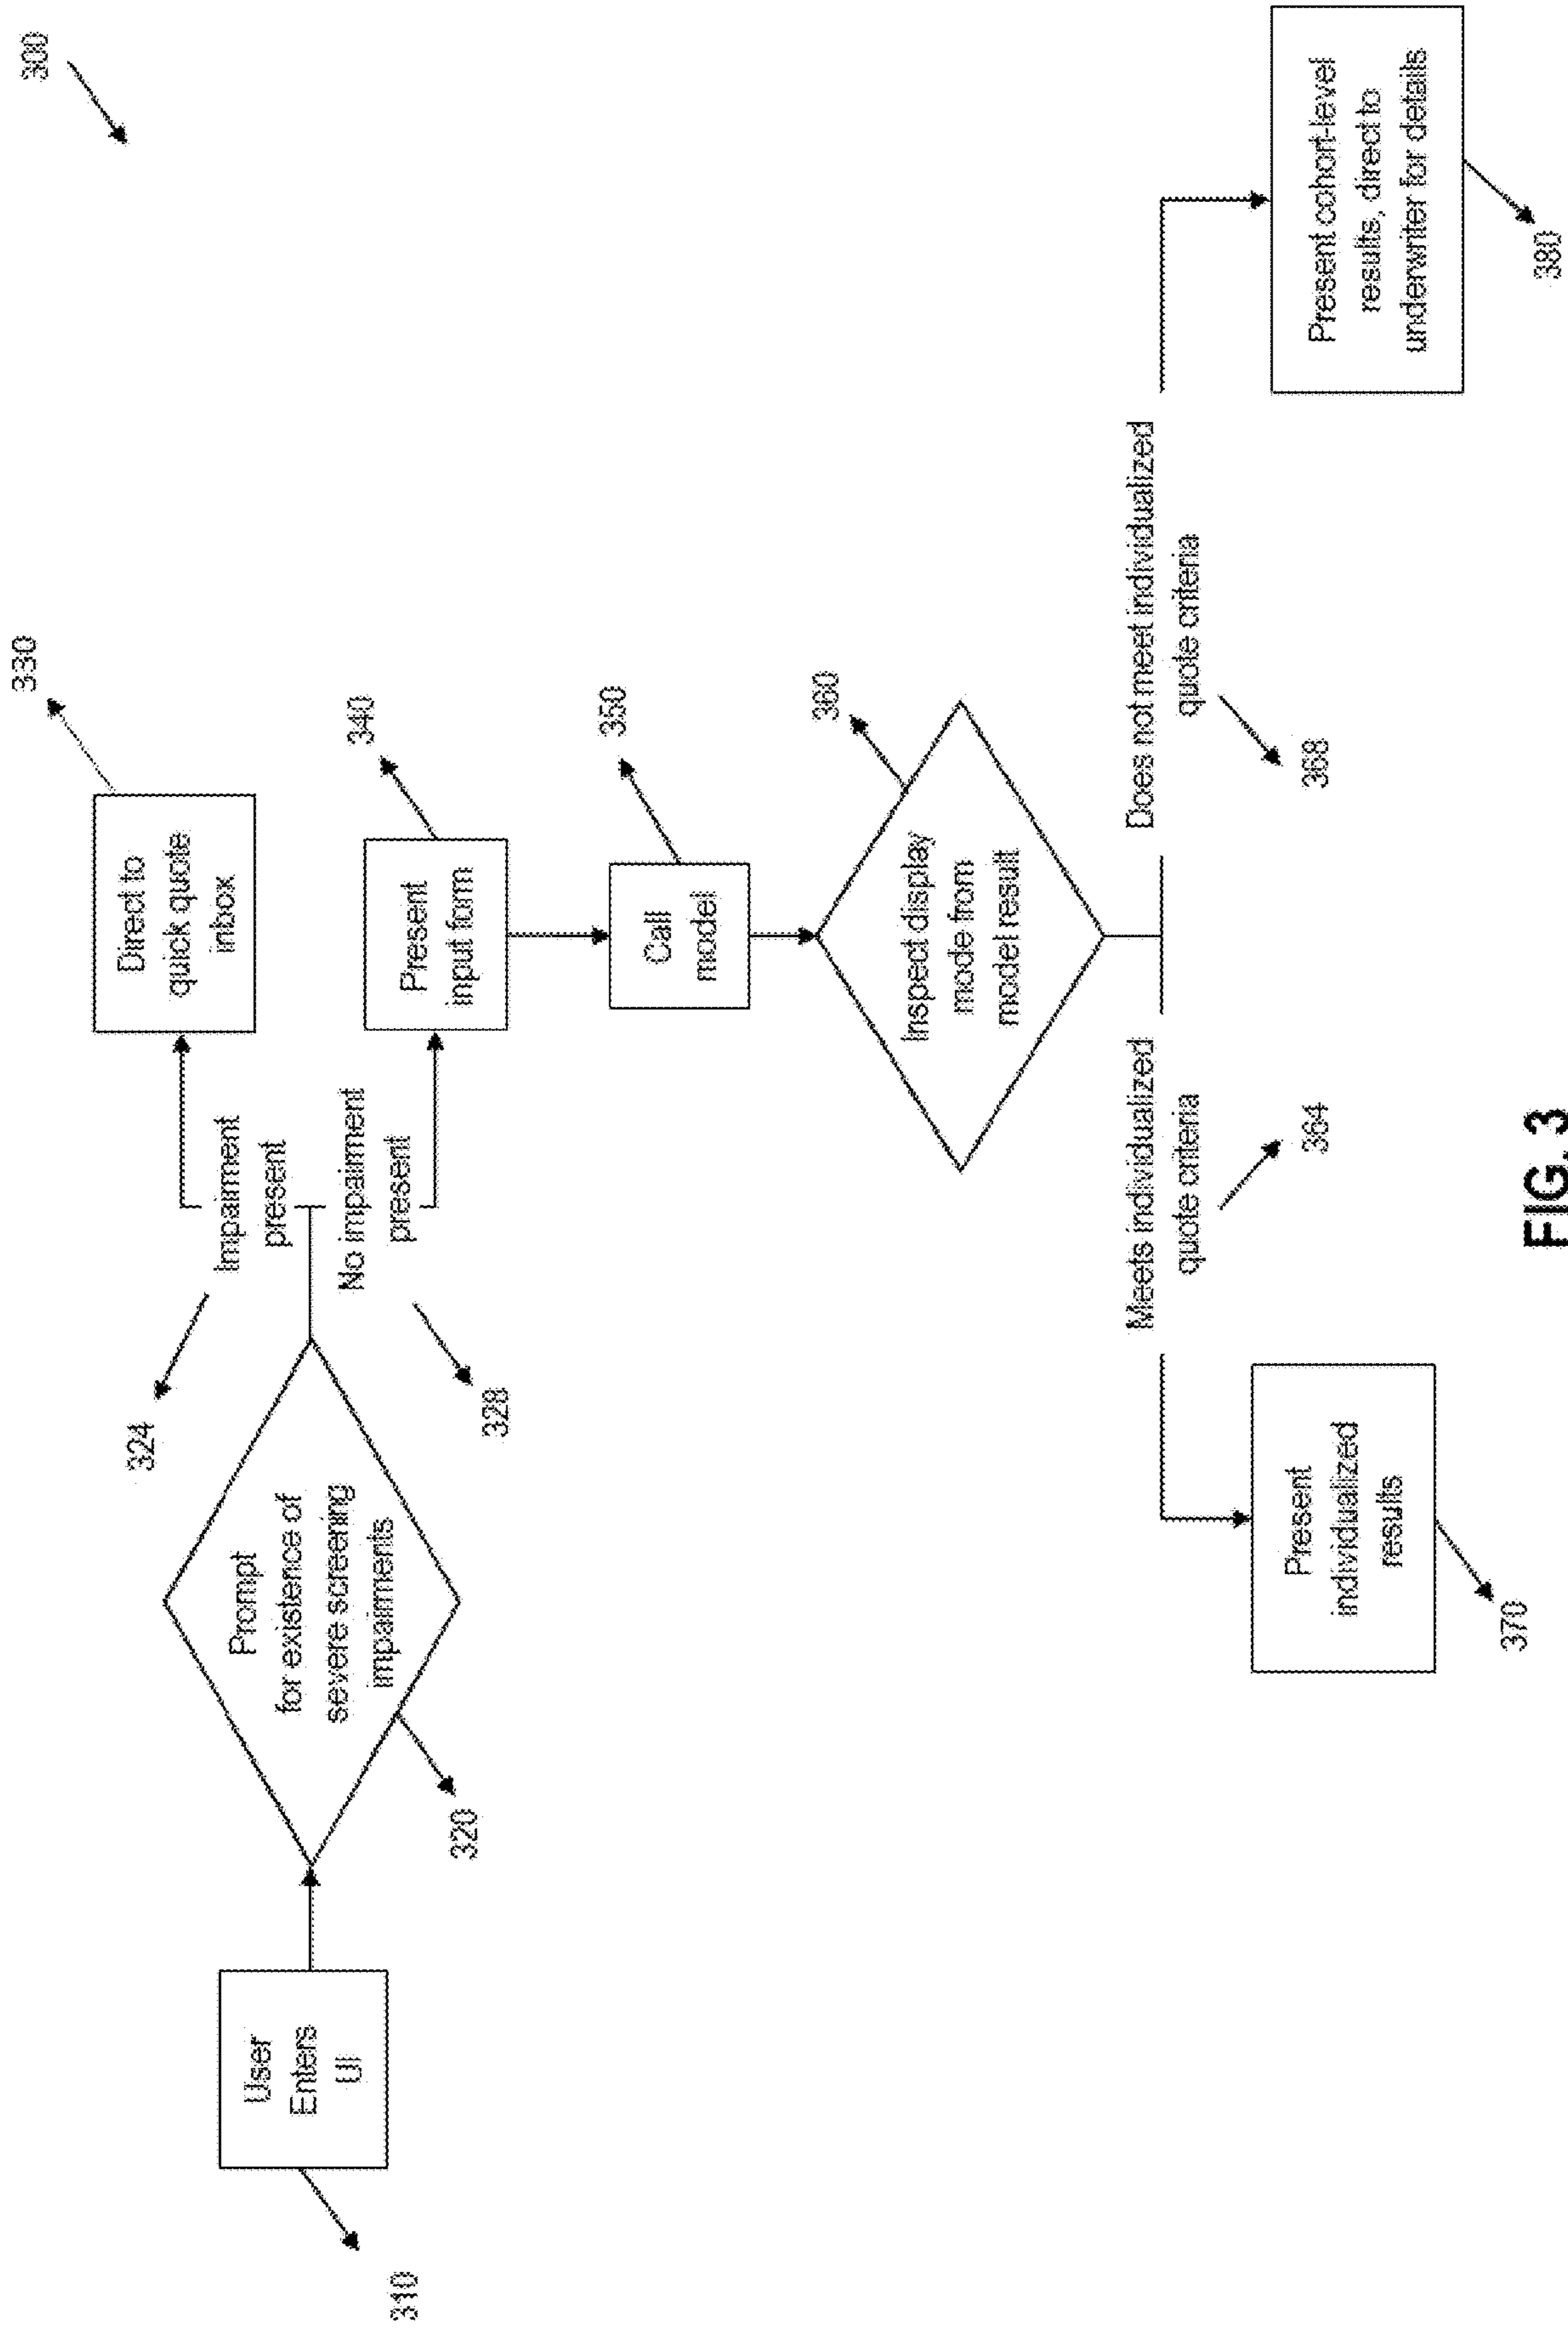 300
330
Direct to
quick quote
inbox
324
Impairment
present
User
Enters
UI
310
Prompt
for existence of
severe screening
impairments
320
No impairment
present
328
Present
input form
340
Call
model
350
Inspect display
mode from
model result
360
Meets individualized
quote criteria
364
Does not meet individualized
quote criteria
368
Present
individualized
results
370
Present cohort-level
results, direct to
underwriter for details
380
FIG. 3